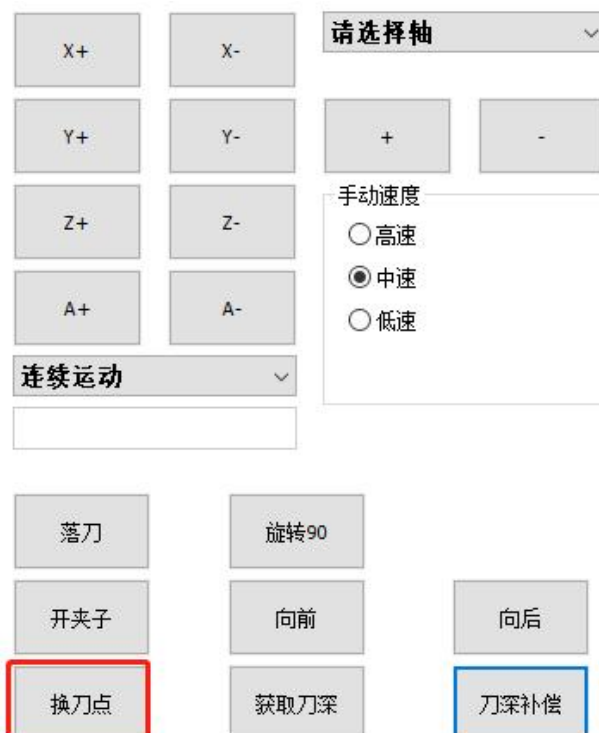 X+ X- 请选择轴
Y+ Y- + -
手动速度
Z+ Z- 高速
中速
A+ A- 低速
连续运动
落刀 旋转90
开夹子 向前 向后
换刀点 获取刀深 刀深补偿